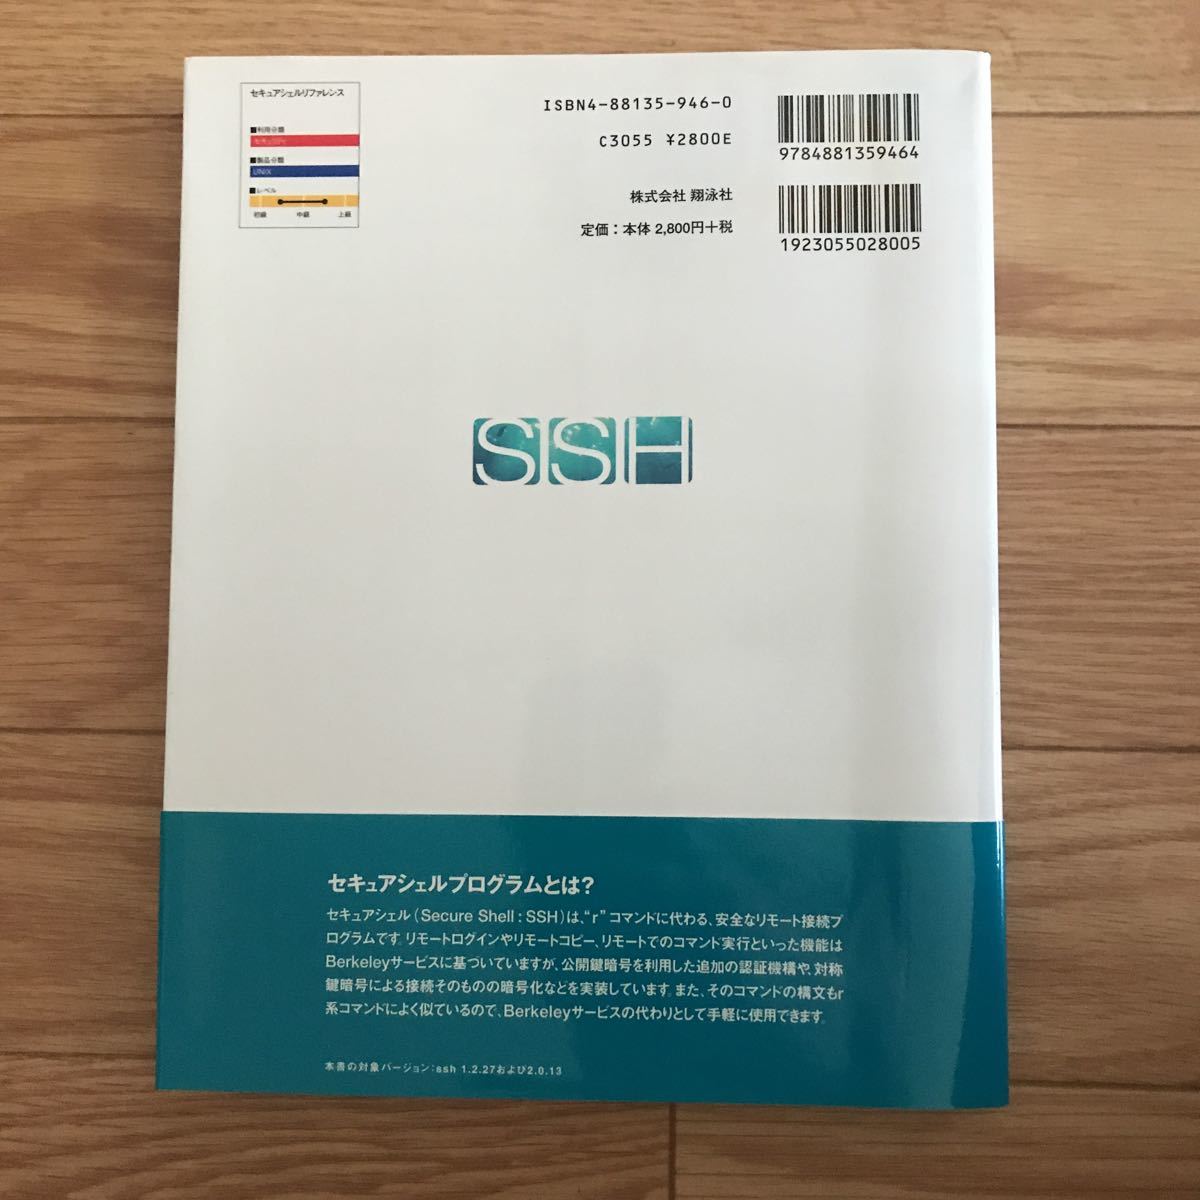 セキュアシェルリファレンス
■利用分類
セキュリティ
■製品分類
UNIX
■レベル
初級 中級 上級
ISBN4-88135-946-0
C3055 ¥2800E
株式会社 翔泳社
定価：本体 2,800円＋税
9784881359464
1923055028005
SSH
セキュアシェルプログラムとは?
セキュアシェル（Secure Shell : SSH）は、“r”コマンドに代わる、安全なリモート接続プ
ログラムです。リモートログインやリモートコピー、リモートでのコマンド実行といった機能は
Berkeleyサービスに基づいていますが、公開鍵暗号を利用した追加の認証機構や、対称
鍵暗号による接続そのものの暗号化などを実装しています。また、そのコマンドの構文もr
系コマンドによく似ているので、Berkeleyサービスの代わりとして手軽に使用できます。
本書の対象バージョン：ssh 1.2.27および2.0.13